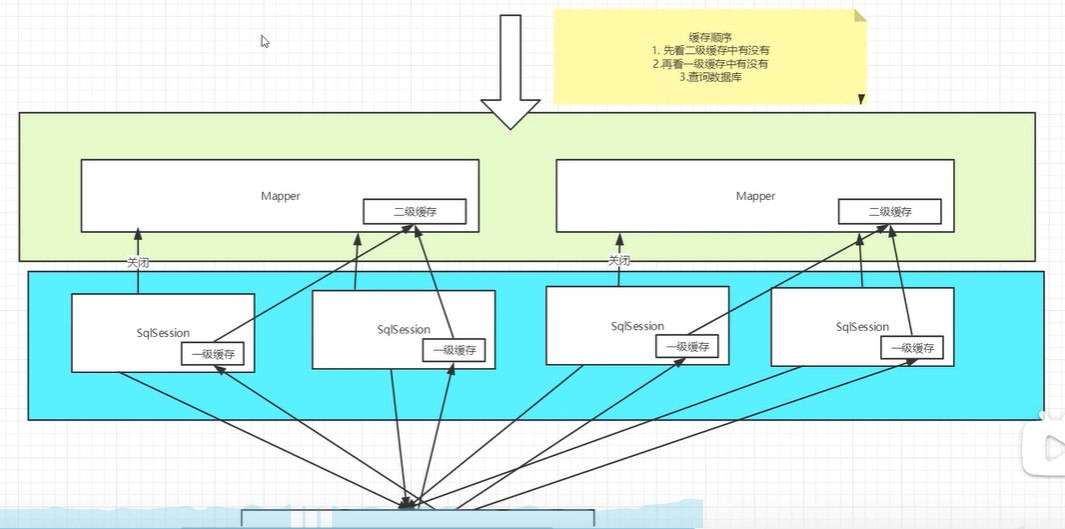 缓存顺序
1. 先看二级缓存中有没有
2.再看一级缓存中有没有
3.查询数据库
Mapper
二级缓存
Mapper
二级缓存
关闭
关闭
SqlSession
一级缓存
SqlSession
一级缓存
SqlSession
一级缓存
SqlSession
一级缓存